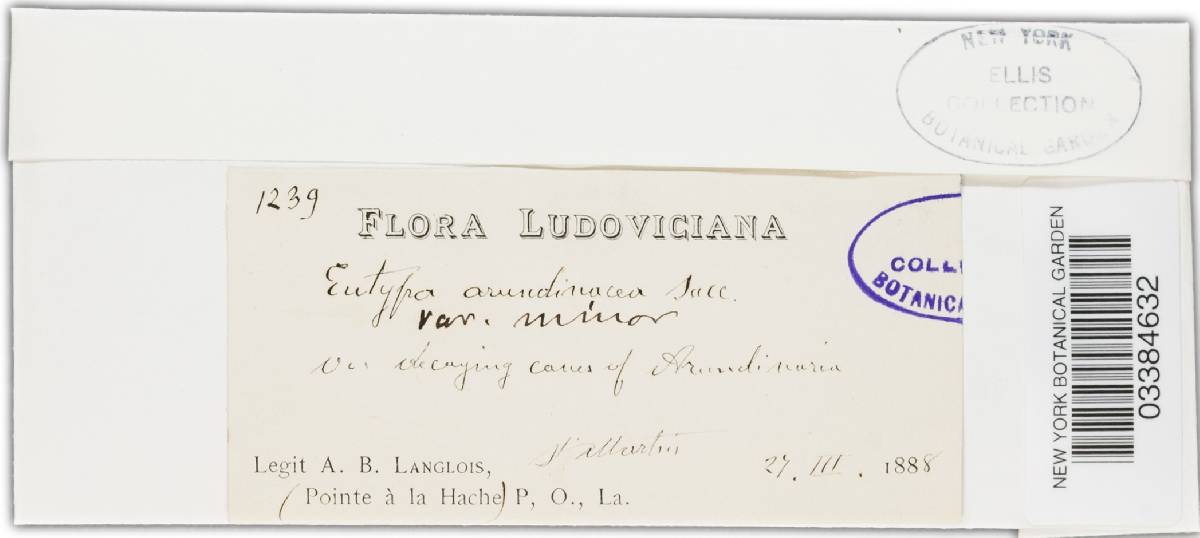 NEW YORK
ELLIS
COLLECTION
BOTANICAL GARDEN
1239
FLORA LUDOVICIANA
COLL
BOTANIC
Eutypa arundinacea Sacc.
var. minor
On decaying canes of Arundinaria
St Martin
Legit A. B. LANGLOIS,
27. III. 1888
(Pointe à la Hache) P, O., La.
NEW YORK BOTANICAL GARDEN
03384632